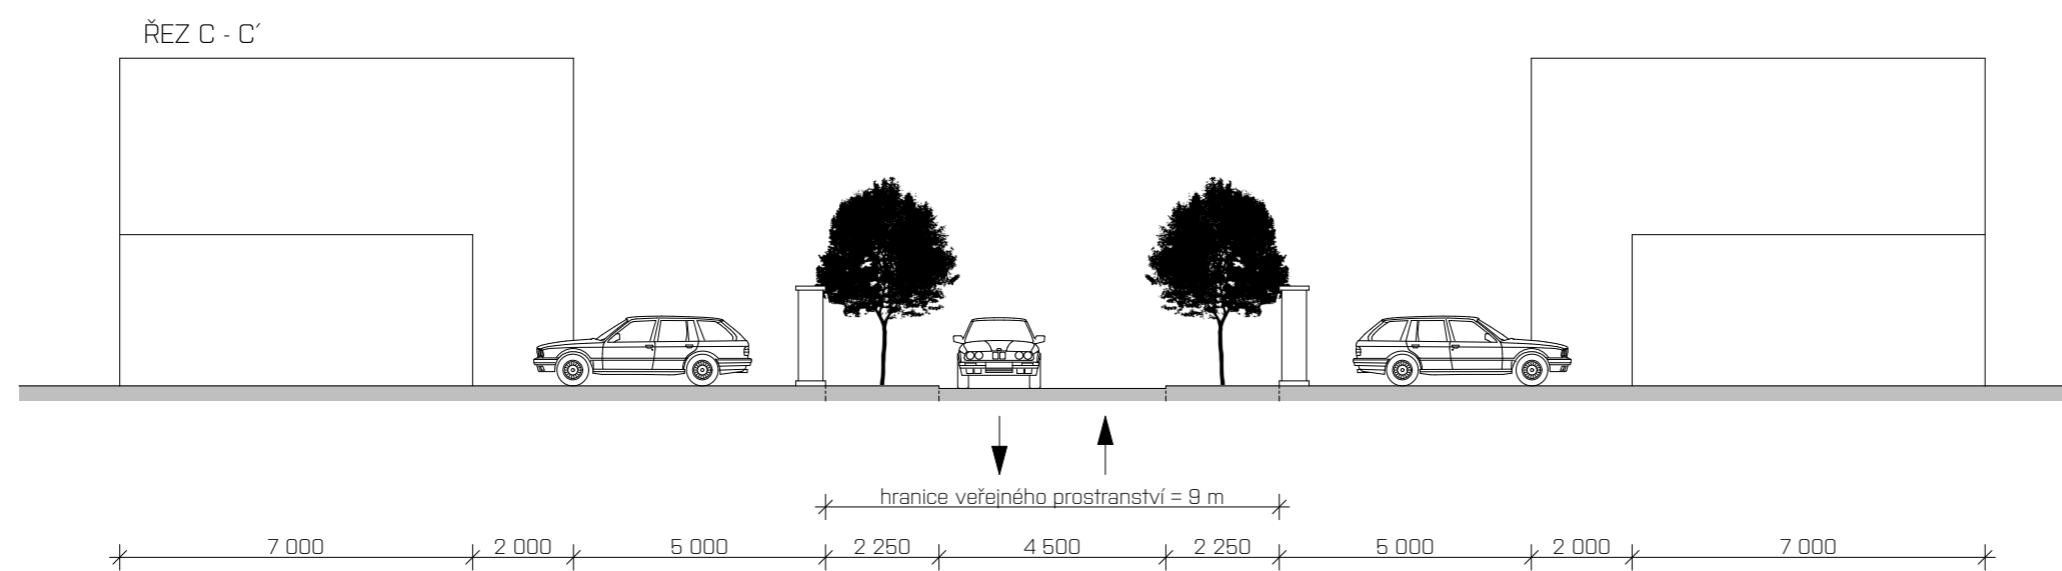 ŘEZ C - C´
hranice veřejného prostranství = 9 m
7 000 2 000 5 000 2 250 4 500 2 250 5 000 2 000 7 000